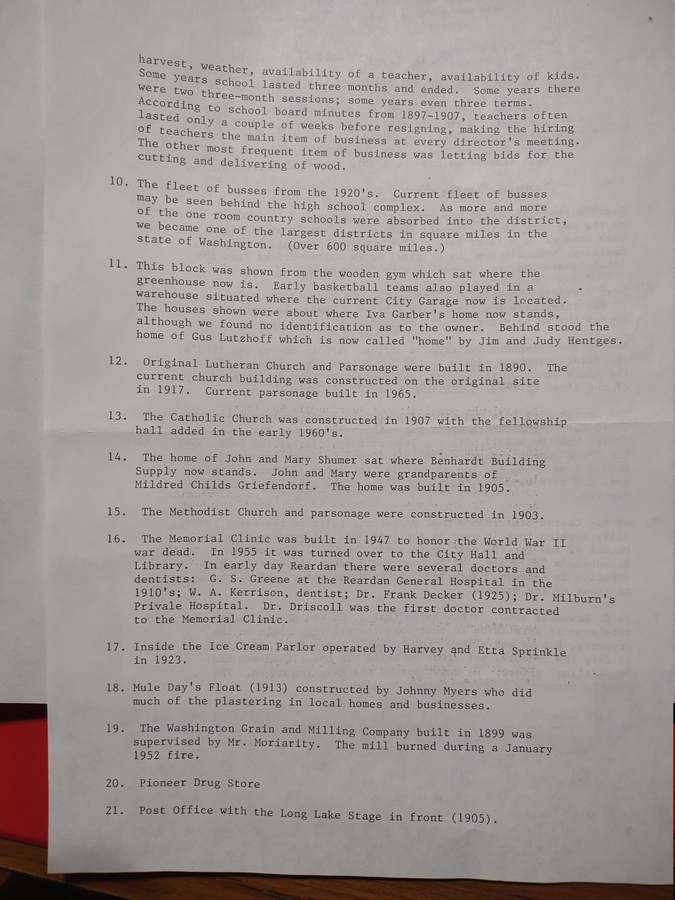 harvest, weather, availability of a teacher, availability of kids.
Some years school lasted three months and ended. Some years there
were two three-month sessions; some years even three terms.
According to school board minutes from 1897-1907, teachers often
lasted only a couple of weeks before resigning, making the hiring
of teachers the main item of business at every director's meeting.
The other most frequent item of business was letting bids for the
cutting and delivering of wood.
10. The fleet of busses from the 1920's. Current fleet of busses
may be seen behind the high school complex. As more and more
of the one room country schools were absorbed into the district,
we became one of the largest districts in square miles in the
state of Washington. (Over 600 square miles.)
11. This block was shown from the wooden gym which sat where the
greenhouse now is. Early basketball teams also played in a
warehouse situated where the current City Garage now is located.
The houses shown were about where Iva Garber's home now stands,
although we found no identification as to the owner. Behind stood the
home of Gus Lutzhoff which is now called "home" by Jim and Judy Hentges.
12. Original Lutheran Church and Parsonage were built in 1890. The
current church building was constructed on the original site
in 1917. Current parsonage built in 1965.
13. The Catholic Church was constructed in 1907 with the fellowship
hall added in the early 1960's.
14. The home of John and Mary Shumer sat where Benhardt Building
Supply now stands. John and Mary were grandparents of
Mildred Childs Griefendorf. The home was built in 1905.
15. The Methodist Church and parsonage were constructed in 1903.
16. The Memorial Clinic was built in 1947 to honor the World War II
war dead. In 1955 it was turned over to the City Hall and
Library. In early day Reardan there were several doctors and
dentists: G. S. Greene at the Reardan General Hospital in the
1910's; W. A. Kerrison, dentist; Dr. Frank Decker (1925); Dr. Milburn's
Privale Hospital. Dr. Driscoll was the first doctor contracted
to the Memorial Clinic.
17. Inside the Ice Cream Parlor operated by Harvey and Etta Sprinkle
in 1923.
18. Mule Day's Float (1913) constructed by Johnny Myers who did
much of the plastering in local homes and businesses.
19. The Washington Grain and Milling Company built in 1899 was
supervised by Mr. Moriarity. The mill burned during a January
1952 fire.
20. Pioneer Drug Store
21. Post Office with the Long Lake Stage in front (1905).